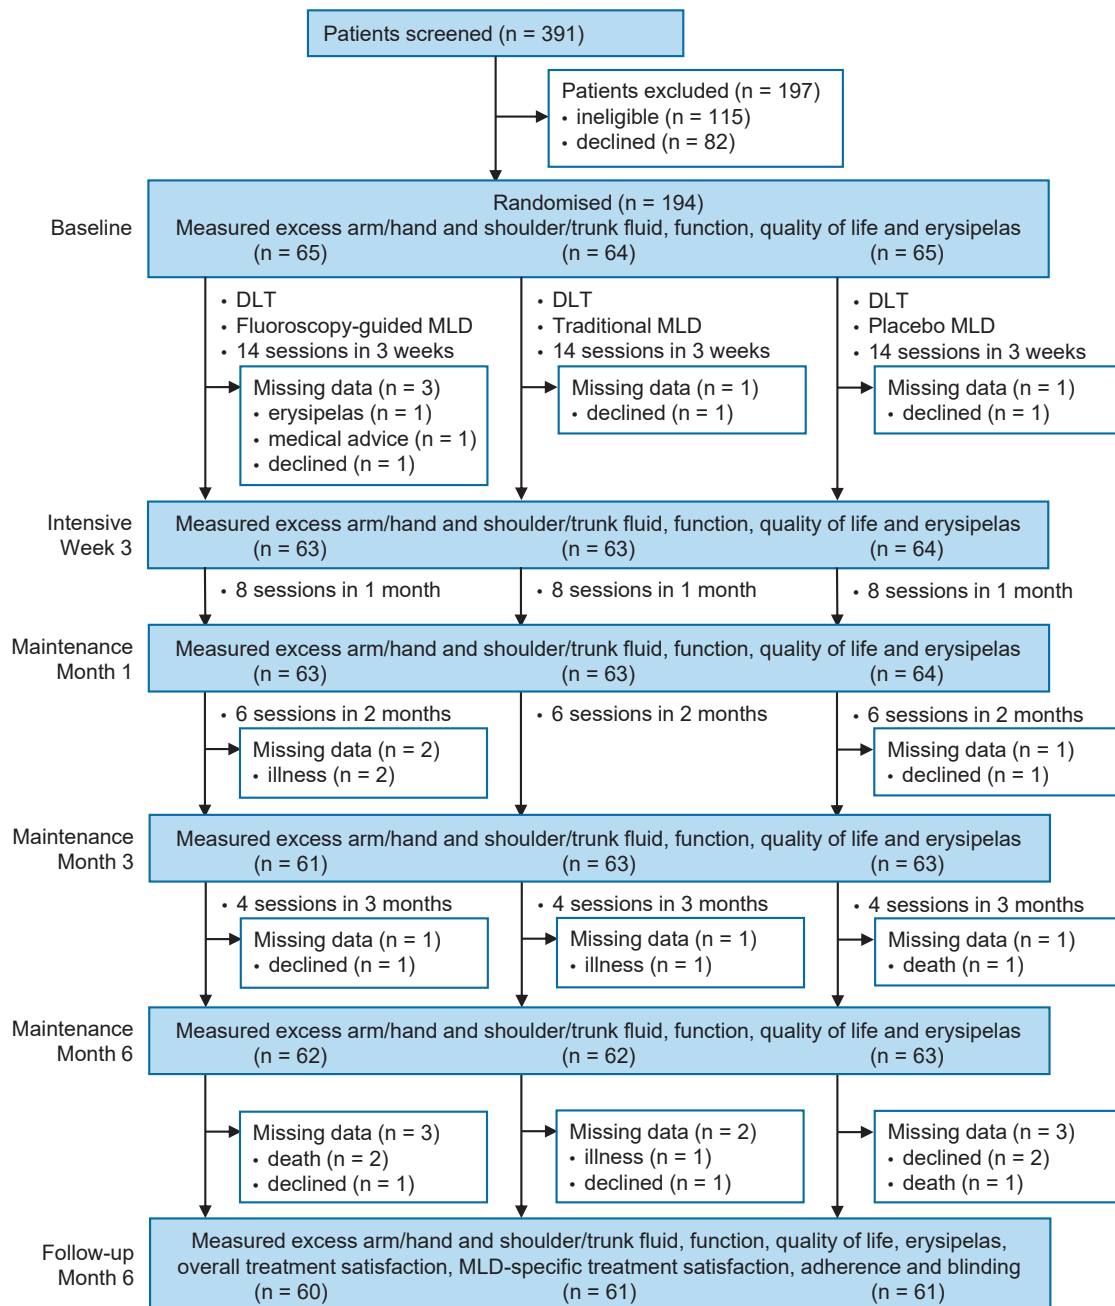 Patients screened (n = 391)
Patients excluded (n = 197)
• ineligible (n = 115)
• declined (n = 82)
Baseline
Randomised (n = 194)
Measured excess arm/hand and shoulder/trunk fluid, function, quality of life and erysipelas
(n = 65) (n = 64) (n = 65)
• DLT
• Fluoroscopy-guided MLD
• 14 sessions in 3 weeks
Missing data (n = 3)
• erysipelas (n = 1)
• medical advice (n = 1)
• declined (n = 1)
• DLT
• Traditional MLD
• 14 sessions in 3 weeks
Missing data (n = 1)
• declined (n = 1)
• DLT
• Placebo MLD
• 14 sessions in 3 weeks
Missing data (n = 1)
• declined (n = 1)
Intensive
Week 3
Measured excess arm/hand and shoulder/trunk fluid, function, quality of life and erysipelas
(n = 63) (n = 63) (n = 64)
• 8 sessions in 1 month • 8 sessions in 1 month • 8 sessions in 1 month
Maintenance
Month 1
Measured excess arm/hand and shoulder/trunk fluid, function, quality of life and erysipelas
(n = 63) (n = 63) (n = 64)
• 6 sessions in 2 months • 6 sessions in 2 months • 6 sessions in 2 months
Missing data (n = 2)
• illness (n = 2)
Missing data (n = 1)
• declined (n = 1)
Maintenance
Month 3
Measured excess arm/hand and shoulder/trunk fluid, function, quality of life and erysipelas
(n = 61) (n = 63) (n = 63)
• 4 sessions in 3 months • 4 sessions in 3 months • 4 sessions in 3 months
Missing data (n = 1)
• declined (n = 1)
Missing data (n = 1)
• illness (n = 1)
Missing data (n = 1)
• death (n = 1)
Maintenance
Month 6
Measured excess arm/hand and shoulder/trunk fluid, function, quality of life and erysipelas
(n = 62) (n = 62) (n = 63)
Missing data (n = 3)
• death (n = 2)
• declined (n = 1)
Missing data (n = 2)
• illness (n = 1)
• declined (n = 1)
Missing data (n = 3)
• declined (n = 2)
• death (n = 1)
Follow-up
Month 6
Measured excess arm/hand and shoulder/trunk fluid, function, quality of life, erysipelas,
overall treatment satisfaction, MLD-specific treatment satisfaction, adherence and blinding
(n = 60) (n = 61) (n = 61)